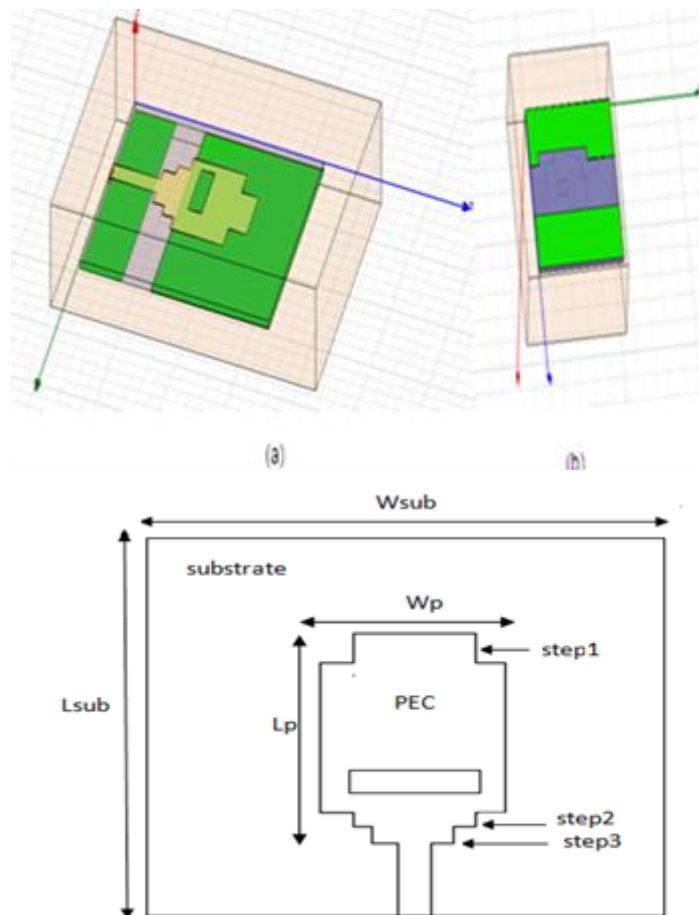 (a)
(b)
Wsub
substrate
Wp
step1
Lsub
Lp
PEC
step2
step3